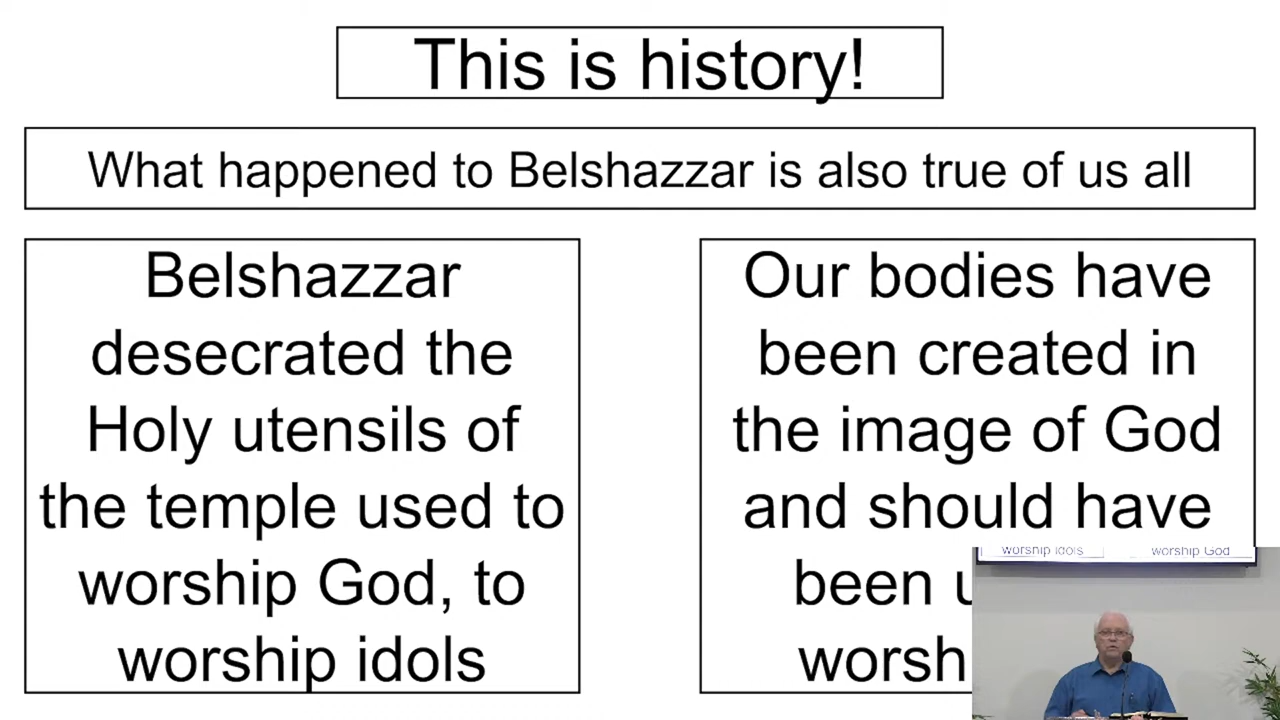 This is history!
What happened to Belshazzar is also true of us all
Belshazzar
desecrated the
Holy utensils of
the temple used to
worship God, to
worship idols
Our bodies have
been created in
the image of God
and should have
been
worship idols
worship God